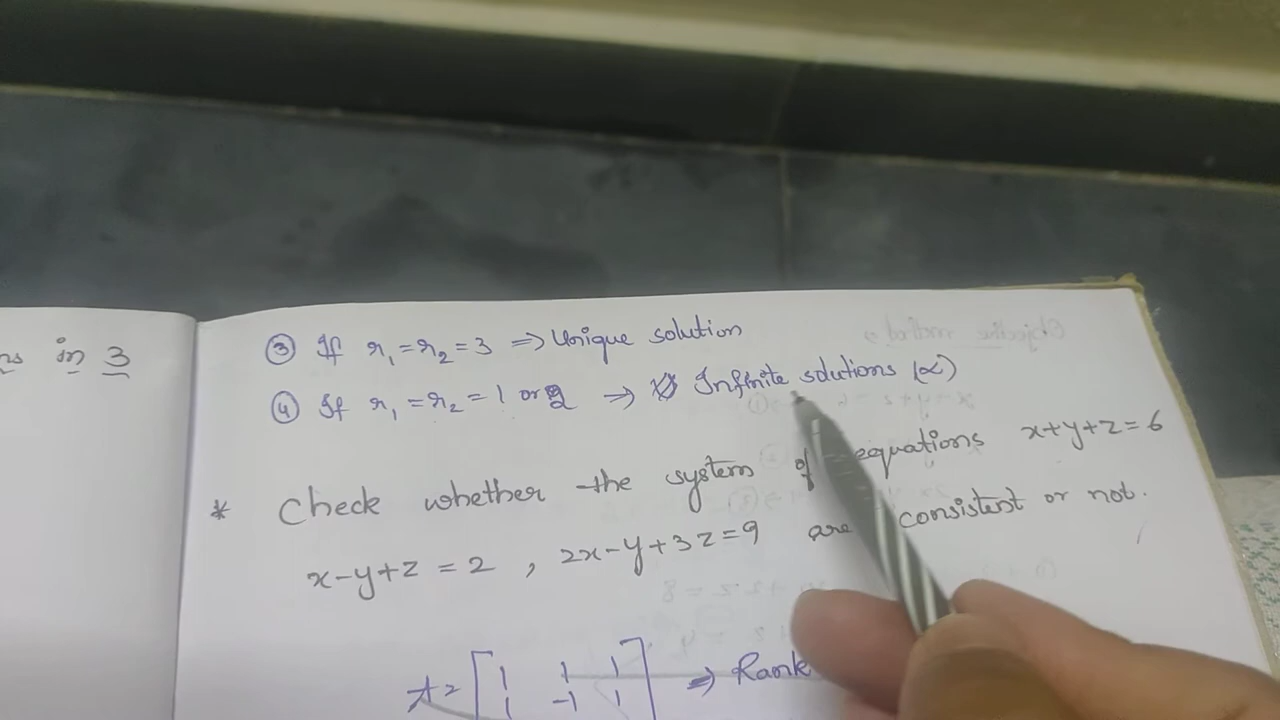 in 3
③ If r₁=r₂=3 ⇒ Unique solution
④ If r₁=r₂=1 or 2 ⇒ Infinite solutions (α)
* Check whether the system of equations x+y+z=6
x-y+z=2, 2x-y+3z=9 are consistent or not.
A= [ 1 1 1 ⇒ Rank
1 -1 1